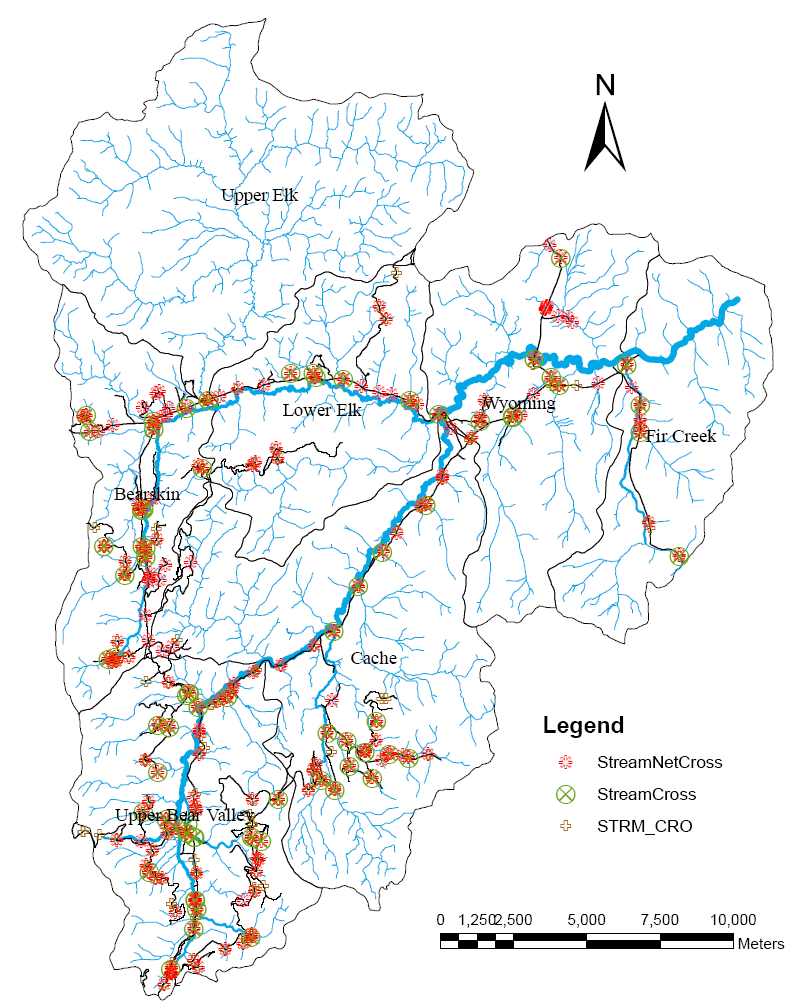 N
Upper Elk
Lower Elk
Wyoming
Fir Creek
Bearskin
Cache
Legend
StreamNetCross
StreamCross
STRM_CRO
Upper Bear Valley
0 1,250 2,500 5,000 7,500 10,000
Meters